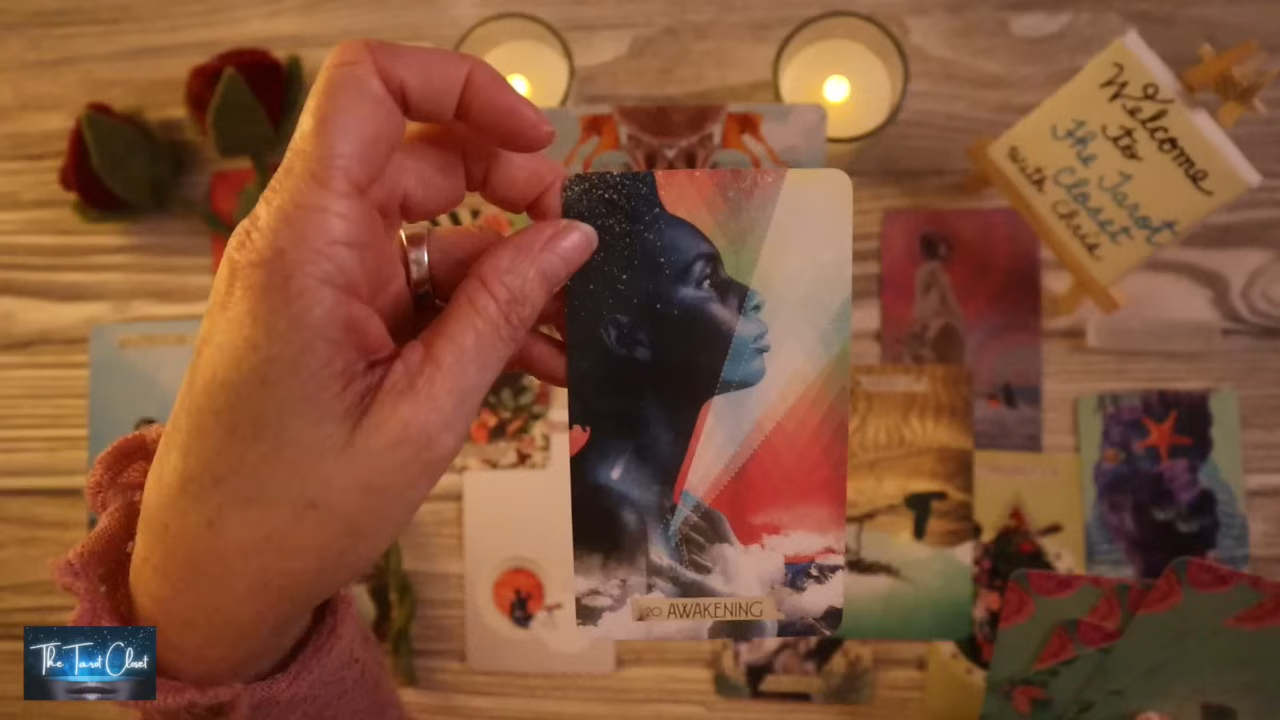 Welcome
to
The Tarot
Closet
with Chris
20 AWAKENING
The Tarot Closet